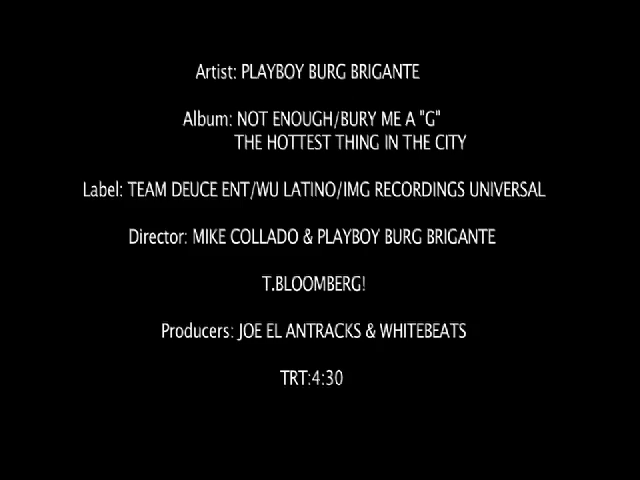 Artist: PLAYBOY BURG BRIGANTE
Album: NOT ENOUGH/BURY ME A "G"
THE HOTTEST THING IN THE CITY
Label: TEAM DEUCE ENT/WU LATINO/IMG RECORDINGS UNIVERSAL
Director: MIKE COLLADO & PLAYBOY BURG BRIGANTE
T.BLOOMBERG!
Producers: JOE EL ANTRACKS & WHITEBEATS
TRT:4:30